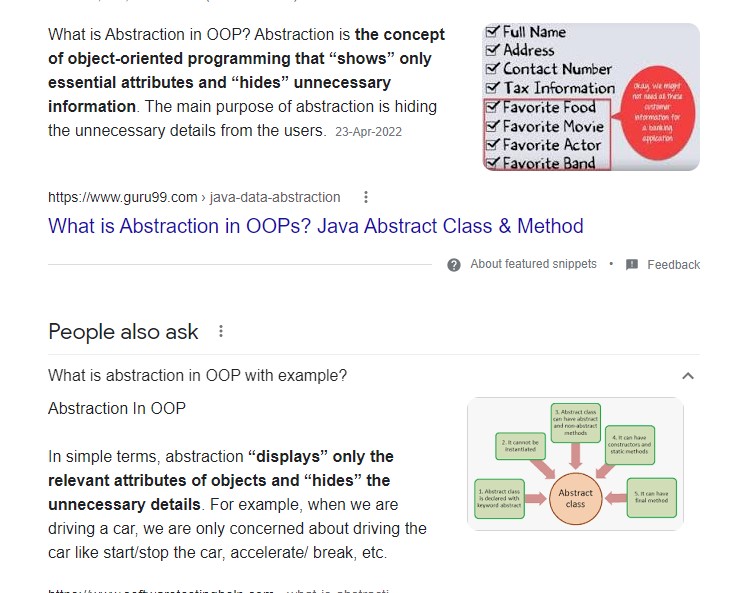 What is Abstraction in OOP? Abstraction is the concept
of object-oriented programming that “shows” only
essential attributes and “hides” unnecessary
information. The main purpose of abstraction is hiding
the unnecessary details from the users. 23-Apr-2022
Full Name
Address
Contact Number
Tax Information
Favorite Food
Favorite Movie
Favorite Actor
Favorite Band
Okay, we might
not need all these
customer
information for
a banking
application
https://www.guru99.com › java-data-abstraction
What is Abstraction in OOPs? Java Abstract Class & Method
About featured snippets • Feedback
People also ask
What is abstraction in OOP with example?
Abstraction In OOP
In simple terms, abstraction “displays” only the
relevant attributes of objects and “hides” the
unnecessary details. For example, when we are
driving a car, we are only concerned about driving the
car like start/stop the car, accelerate/ break, etc.
3. Abstract class
can have abstract
and non-abstract
methods
2. It cannot be
instantiated
4. It can have
constructors and
static methods
1. Abstract class
is declared with
keyword abstract
Abstract
class
5. It can have
final method